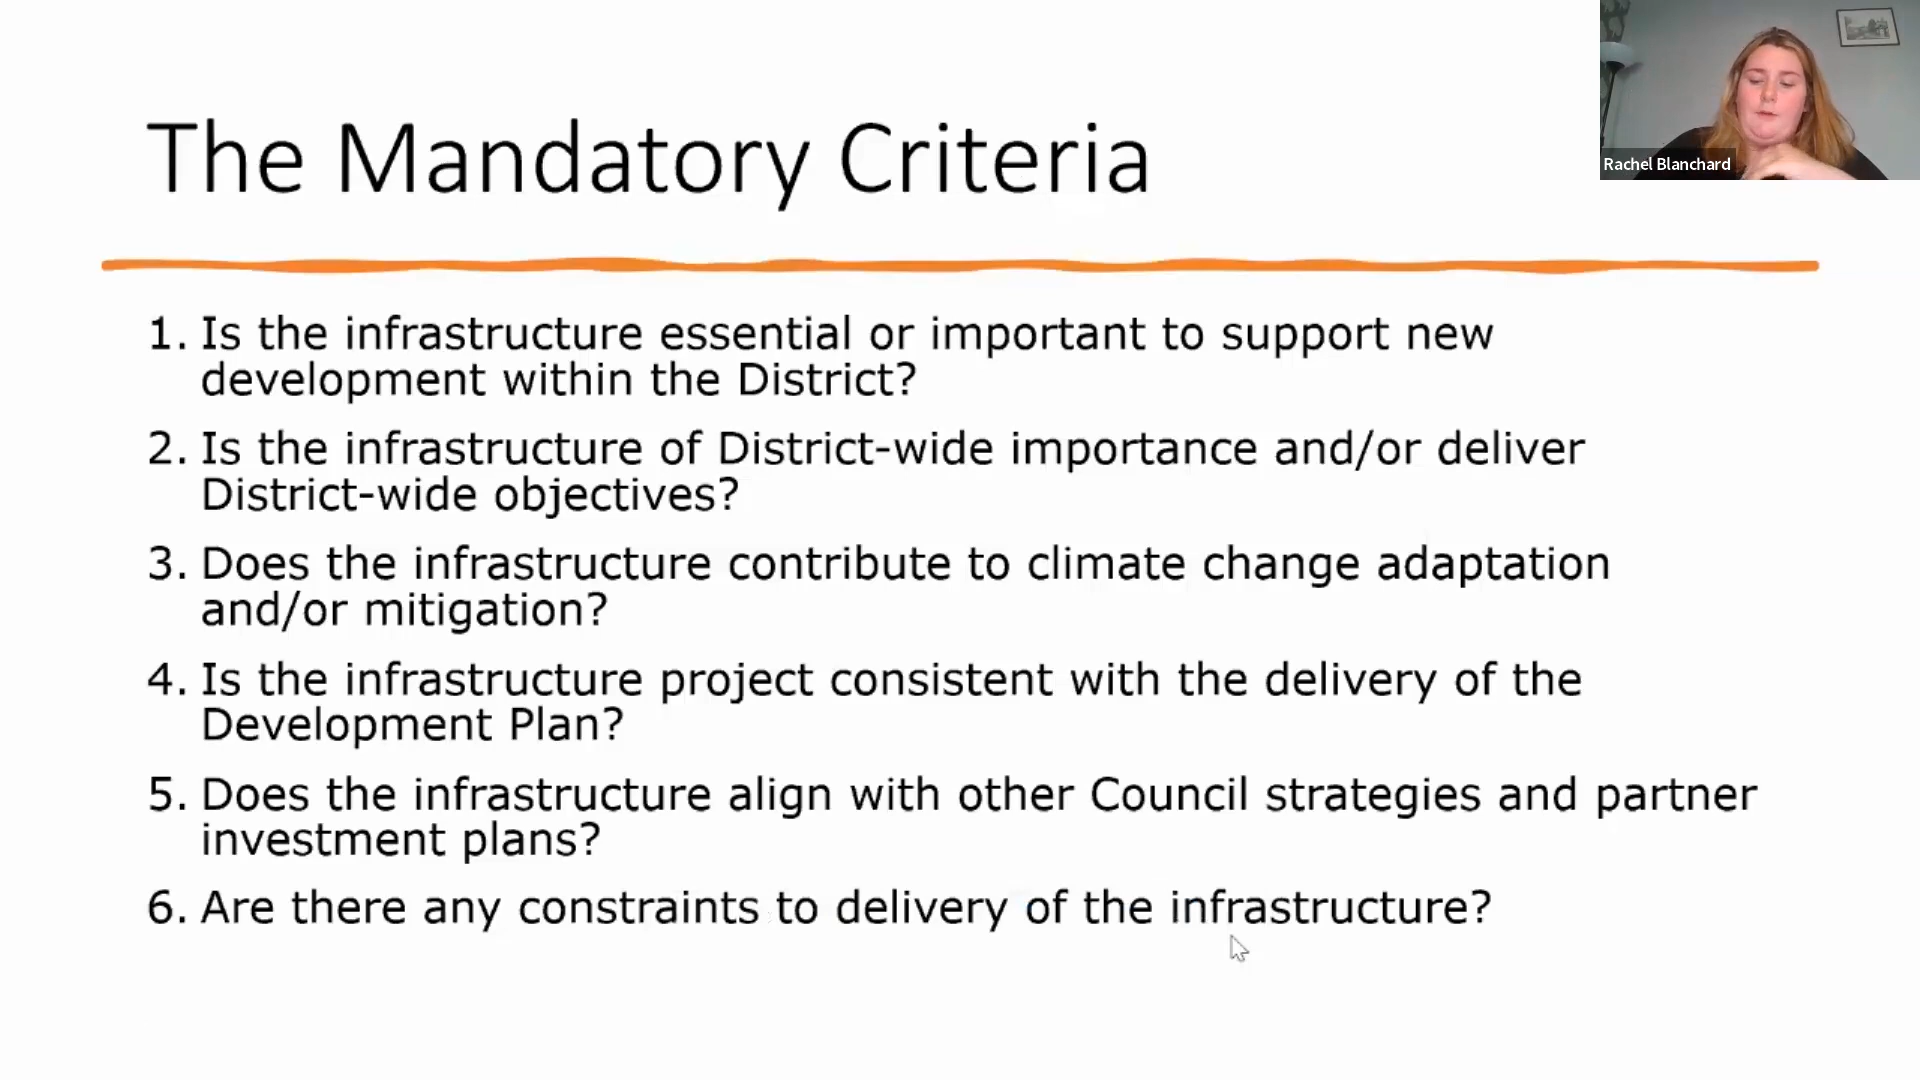 The Mandatory Criteria
Rachel Blanchard
1. Is the infrastructure essential or important to support new
development within the District?
2. Is the infrastructure of District-wide importance and/or deliver
District-wide objectives?
3. Does the infrastructure contribute to climate change adaptation
and/or mitigation?
4. Is the infrastructure project consistent with the delivery of the
Development Plan?
5. Does the infrastructure align with other Council strategies and partner
investment plans?
6. Are there any constraints to delivery of the infrastructure?